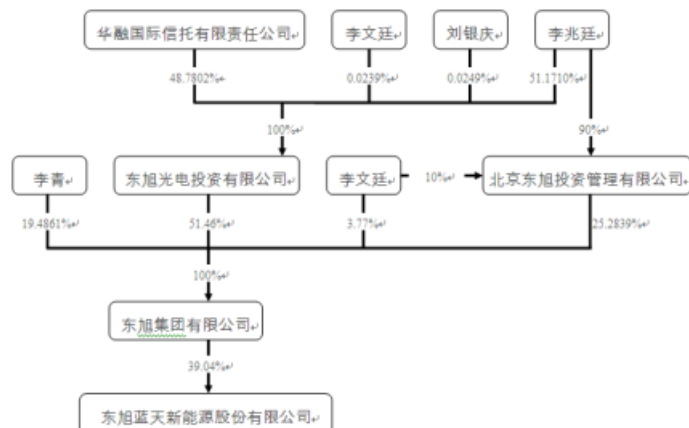 华融国际信托有限责任公司
李文廷
刘银庆
李兆廷
48.7802%
0.0239%
0.0249%
51.1710%
100%
90%
李青
东旭光电投资有限公司
李文廷
10%
北京东旭投资管理有限公司
19.4861%
51.46%
3.77%
25.2839%
100%
东旭集团有限公司
39.04%
东旭蓝天新能源股份有限公司